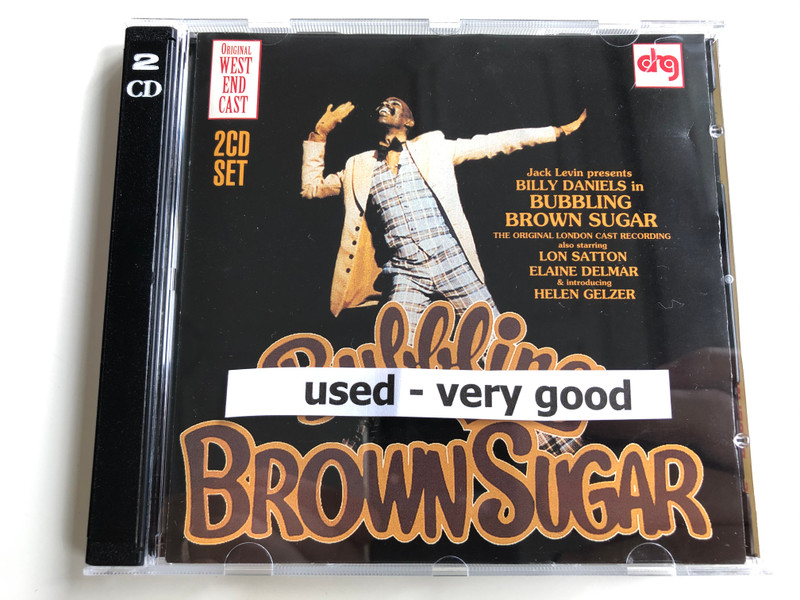 2
CD
ORIGINAL
WEST
END
CAST
2CD
SET
drg
Jack Levin presents
BILLY DANIELS in
BUBBLING
BROWN SUGAR
THE ORIGINAL LONDON CAST RECORDING
also starring
LON SATTON
ELAINE DELMAR
& introducing
HELEN GELZER
Bubbling
used - very good
BROWN SUGAR